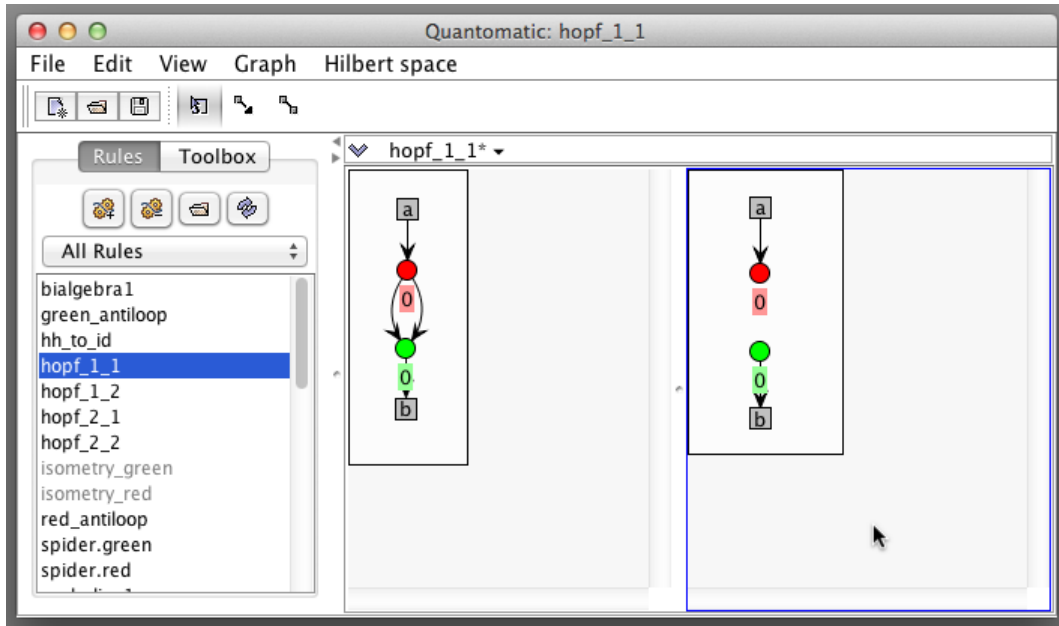 Quantomatic: hopf_1_1
File Edit View Graph Hilbert space
Rules Toolbox
hopf_1_1*
All Rules
bialgebra1
green_antiloop
hh_to_id
hopf_1_1
hopf_1_2
hopf_2_1
hopf_2_2
isometry_green
isometry_red
red_antiloop
spider.green
spider.red
a
0
0
b
a
0
0
b